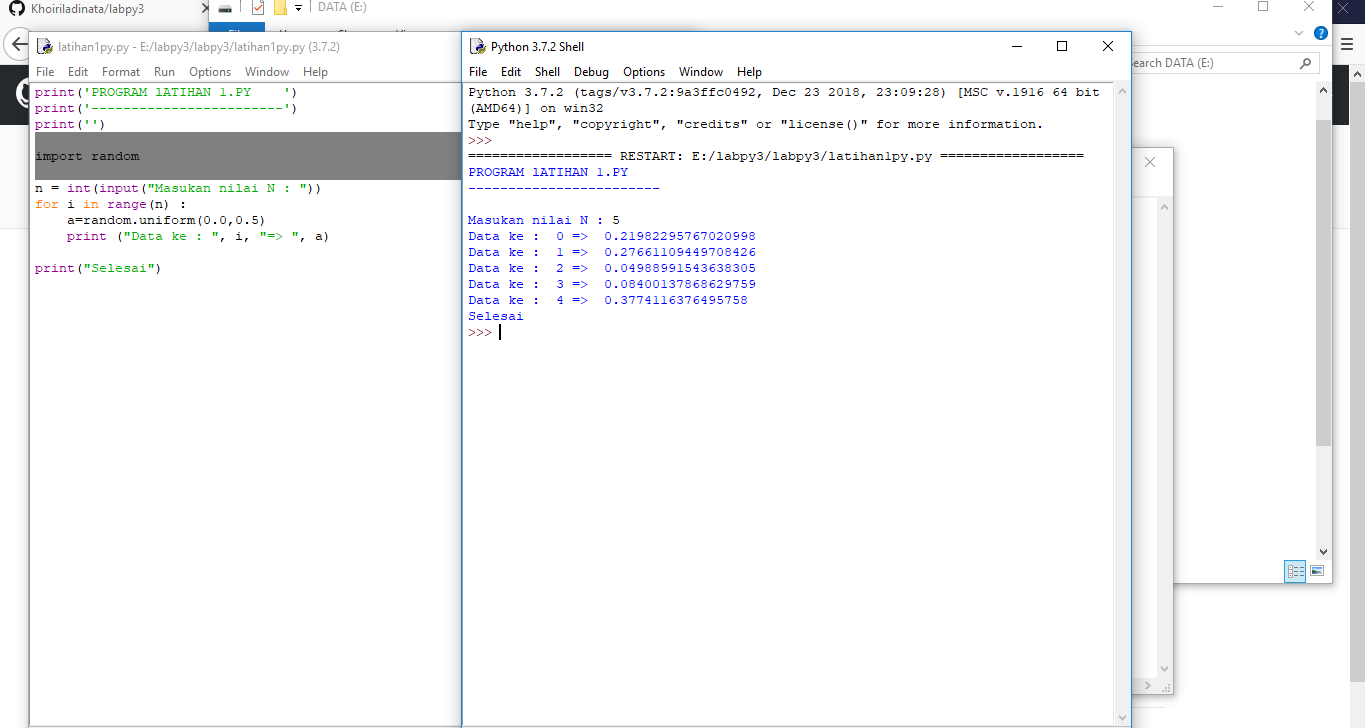 Khoiriladinata/labpy3
DATA (E:)
latihan1py.py - E:/labpy3/labpy3/latihan1py.py (3.7.2)
File Edit Format Run Options Window Help
print('PROGRAM lATIHAN 1.PY    ')
print('------------------------')
print('')
import random
n = int(input("Masukan nilai N : "))
for i in range(n) :
    a=random.uniform(0.0,0.5)
    print ("Data ke : ", i, "=> ", a)
print("Selesai")
Python 3.7.2 Shell
File Edit Shell Debug Options Window Help
Python 3.7.2 (tags/v3.7.2:9a3ffc0492, Dec 23 2018, 23:09:28) [MSC v.1916 64 bit
(AMD64)] on win32
Type "help", "copyright", "credits" or "license()" for more information.
>>>
================== RESTART: E:/labpy3/labpy3/latihan1py.py ==================
PROGRAM lATIHAN 1.PY
------------------------
Masukan nilai N : 5
Data ke :  0 =>  0.21982295767020998
Data ke :  1 =>  0.27661109449708426
Data ke :  2 =>  0.04988991543638305
Data ke :  3 =>  0.08400137868629759
Data ke :  4 =>  0.3774116376495758
Selesai
>>>
earch DATA (E:)